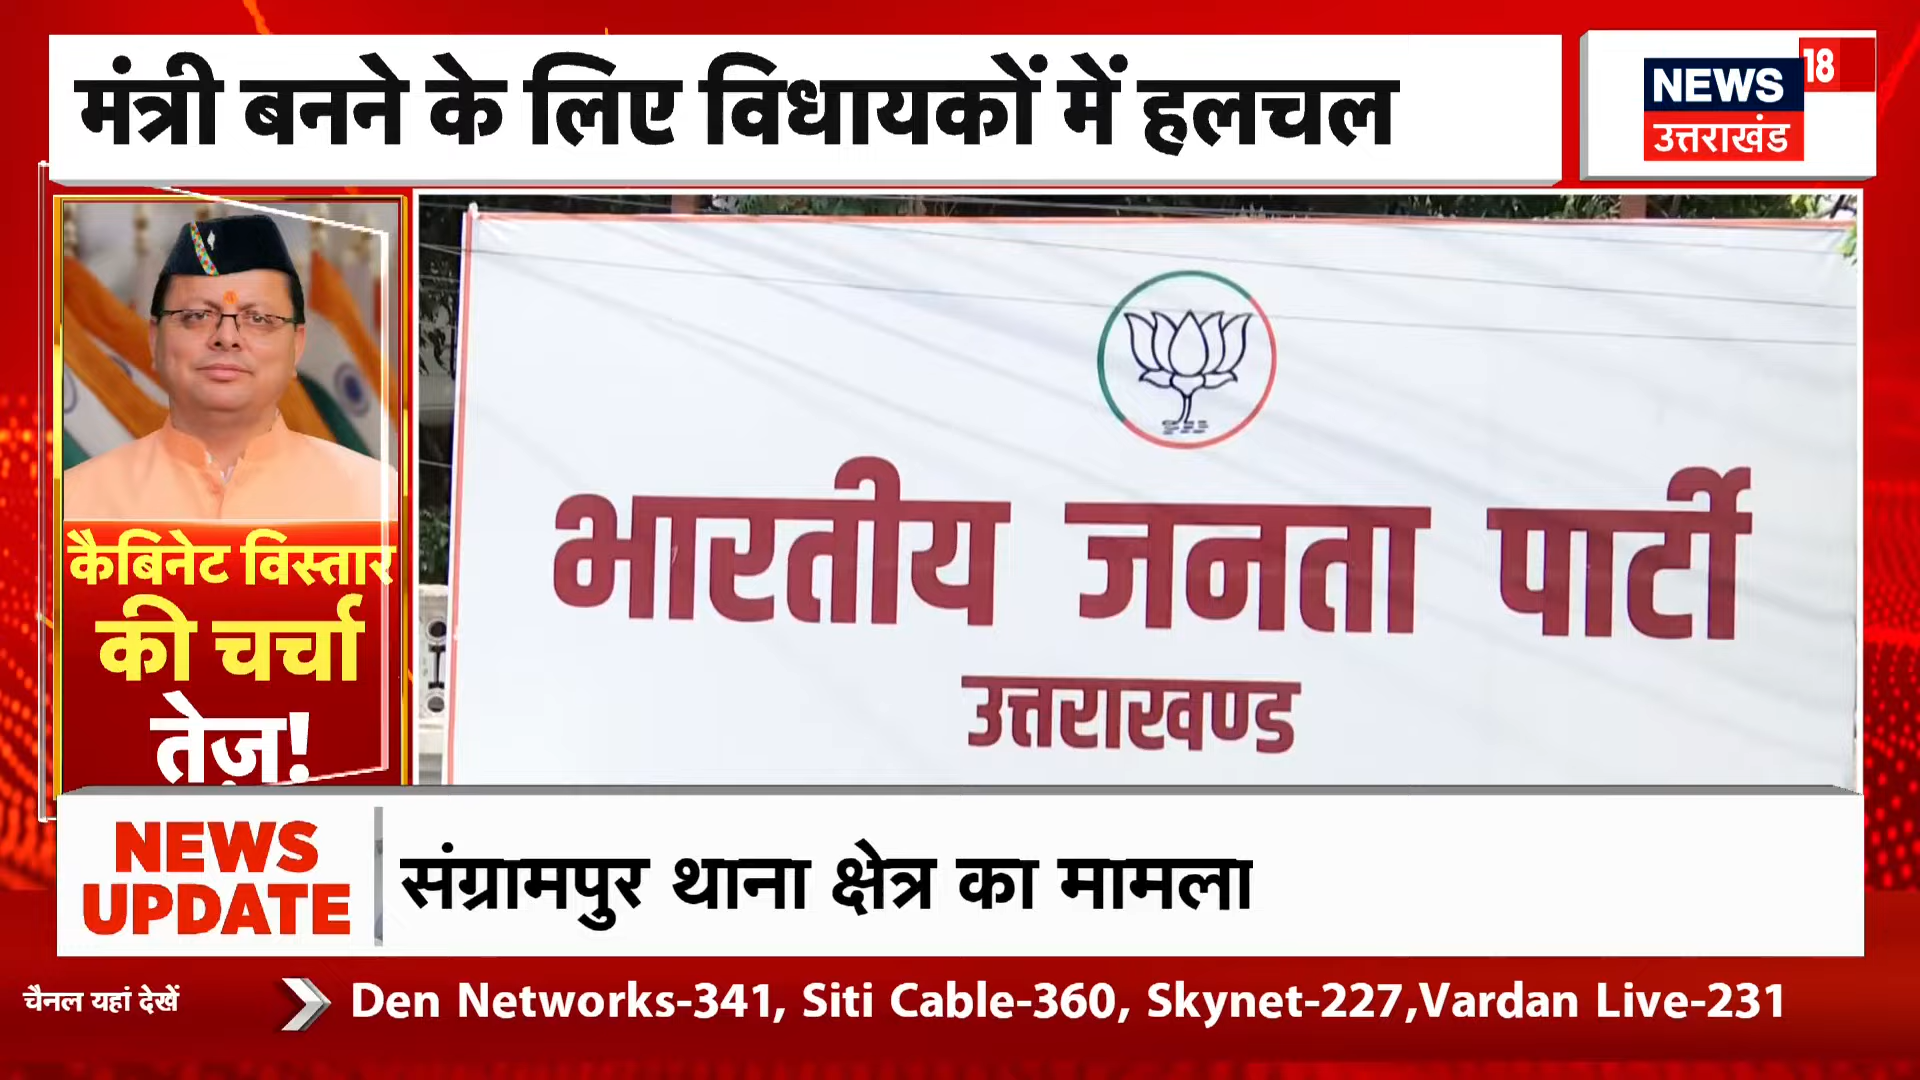 मंत्री बनने के लिए विधायकों में हलचल
NEWS
18
उत्तराखंड
भारतीय जनता पार्टी
उत्तराखण्ड
कैबिनेट विस्तार
की चर्चा
तेज़!
NEWS
UPDATE
संग्रामपुर थाना क्षेत्र का मामला
चैनल यहां देखें
Den Networks-341, Siti Cable-360, Skynet-227,Vardan Live-231